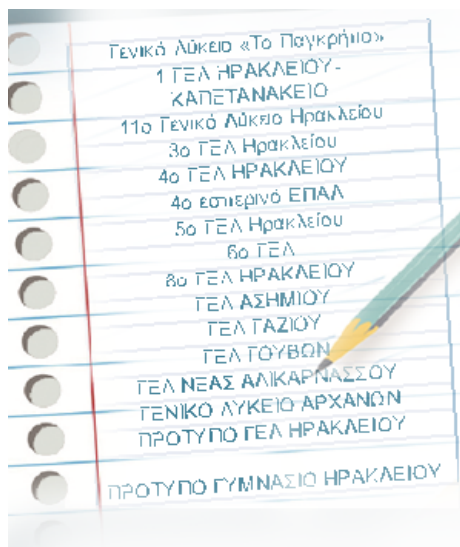 Γενικό Λύκειο «Το Παγκρήτιο»
1 ΓΕΛ ΗΡΑΚΛΕΙΟΥ-
ΚΑΠΕΤΑΝΑΚΕΙΟ
11ο Γενικό Λύκειο Ηρακλείου
3ο ΓΕΛ Ηρακλείου
4ο ΓΕΛ ΗΡΑΚΛΕΙΟΥ
4ο εσπερινό ΕΠΑΛ
5ο ΓΕΛ Ηρακλείου
6ο ΓΕΛ
8ο ΓΕΛ ΗΡΑΚΛΕΙΟΥ
ΓΕΛ ΑΣΗΜΙΟΥ
ΓΕΛ ΓΑΖΙΟΥ
ΓΕΛ ΓΟΥΒΩΝ
ΓΕΛ ΝΕΑΣ ΑΛΙΚΑΡΝΑΣΣΟΥ
ΓΕΝΙΚΟ ΛΥΚΕΙΟ ΑΡΧΑΝΩΝ
ΠΡΟΤΥΠΟ ΓΕΛ ΗΡΑΚΛΕΙΟΥ
ΠΡΟΤΥΠΟ ΓΥΜΝΑΣΙΟ ΗΡΑΚΛΕΙΟΥ